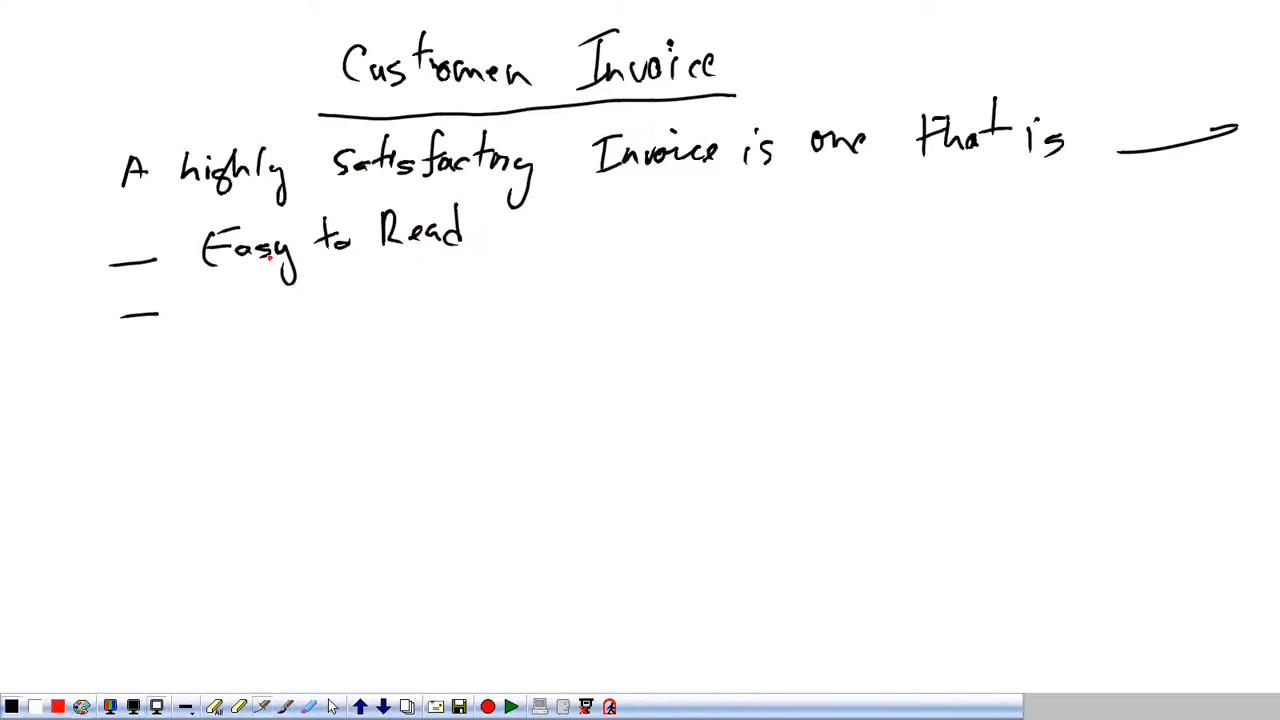 Customer Invoice
A highly satisfactory Invoice is one that is
— Easy to Read
—